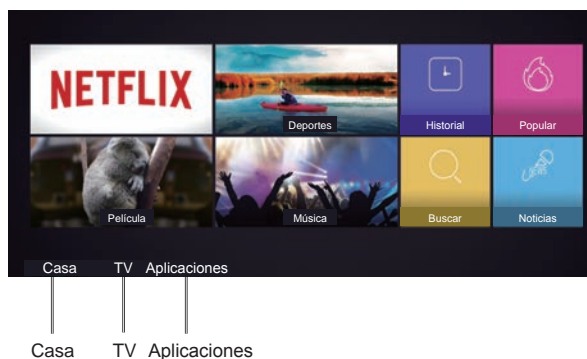 NETFLIX
Deportes
Historial
Popular
Película
Música
Buscar
Noticias
Casa TV Aplicaciones
Casa TV Aplicaciones